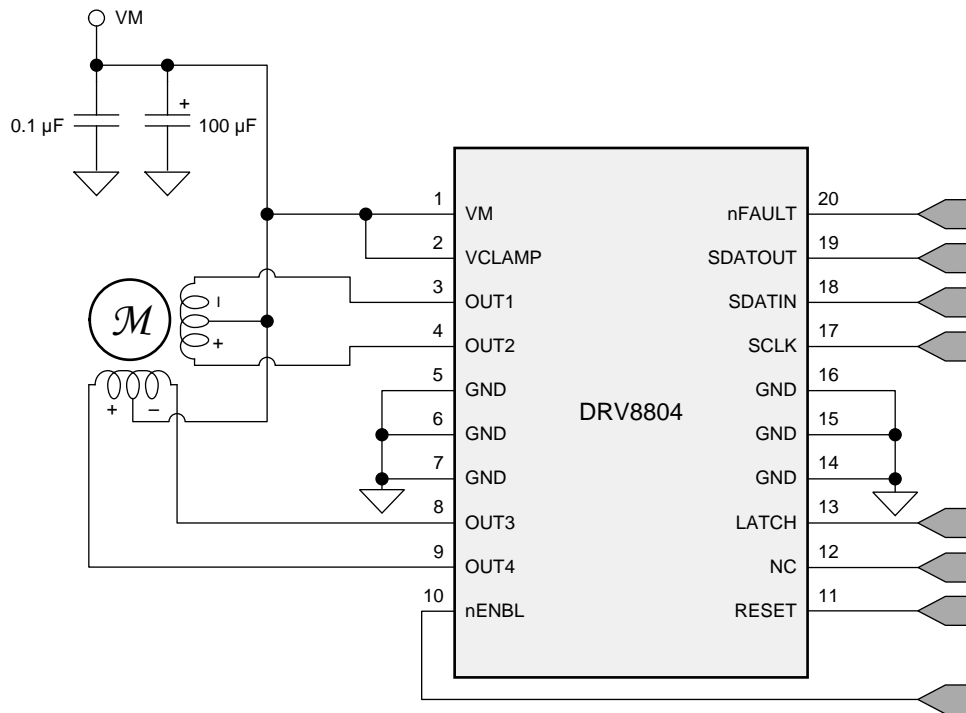 VM
+
0.1 µF
100 µF
1
VM
nFAULT
20
2
VCLAMP
SDATOUT
19
3
OUT1
SDATIN
18
4
OUT2
SCLK
17
M
−
+
5
GND
GND
16
+ −
DRV8804
6
GND
GND
15
7
GND
GND
14
8
OUT3
LATCH
13
9
OUT4
NC
12
10
nENBL
RESET
11